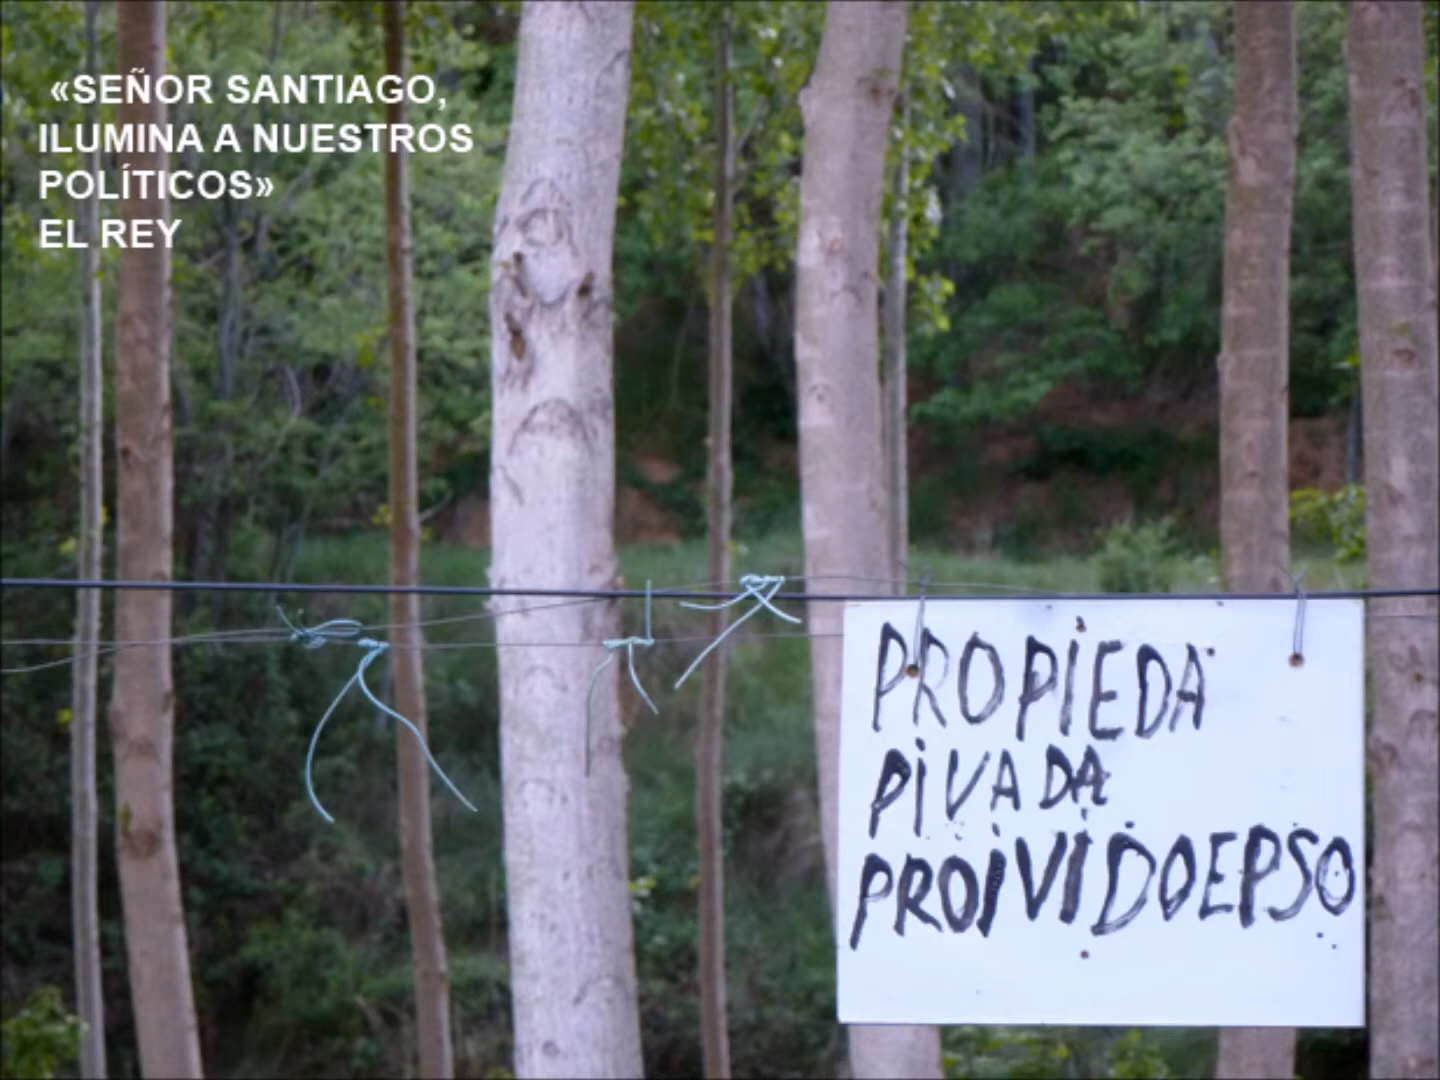 «SEÑOR SANTIAGO,
ILUMINA A NUESTROS
POLÍTICOS»
EL REY
PROPIEDA
PIVADA
PROIVIDOEPSO